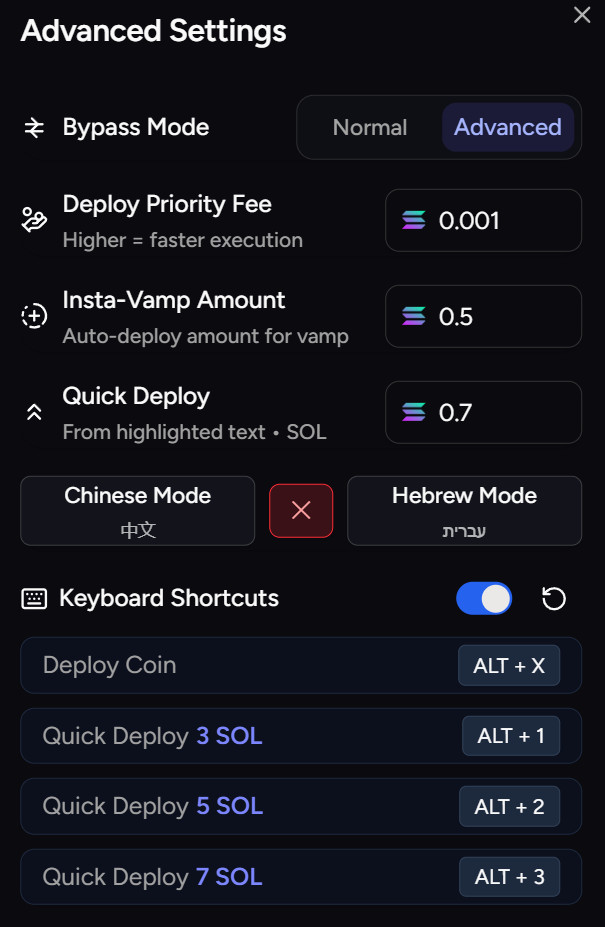 Advanced Settings
Bypass Mode
Normal
Advanced
Deploy Priority Fee
Higher = faster execution
0.001
Insta-Vamp Amount
Auto-deploy amount for vamp
0.5
Quick Deploy
From highlighted text • SOL
0.7
Chinese Mode
中文
Hebrew Mode
עברית
Keyboard Shortcuts
Deploy Coin
ALT + X
Quick Deploy 3 SOL
ALT + 1
Quick Deploy 5 SOL
ALT + 2
Quick Deploy 7 SOL
ALT + 3